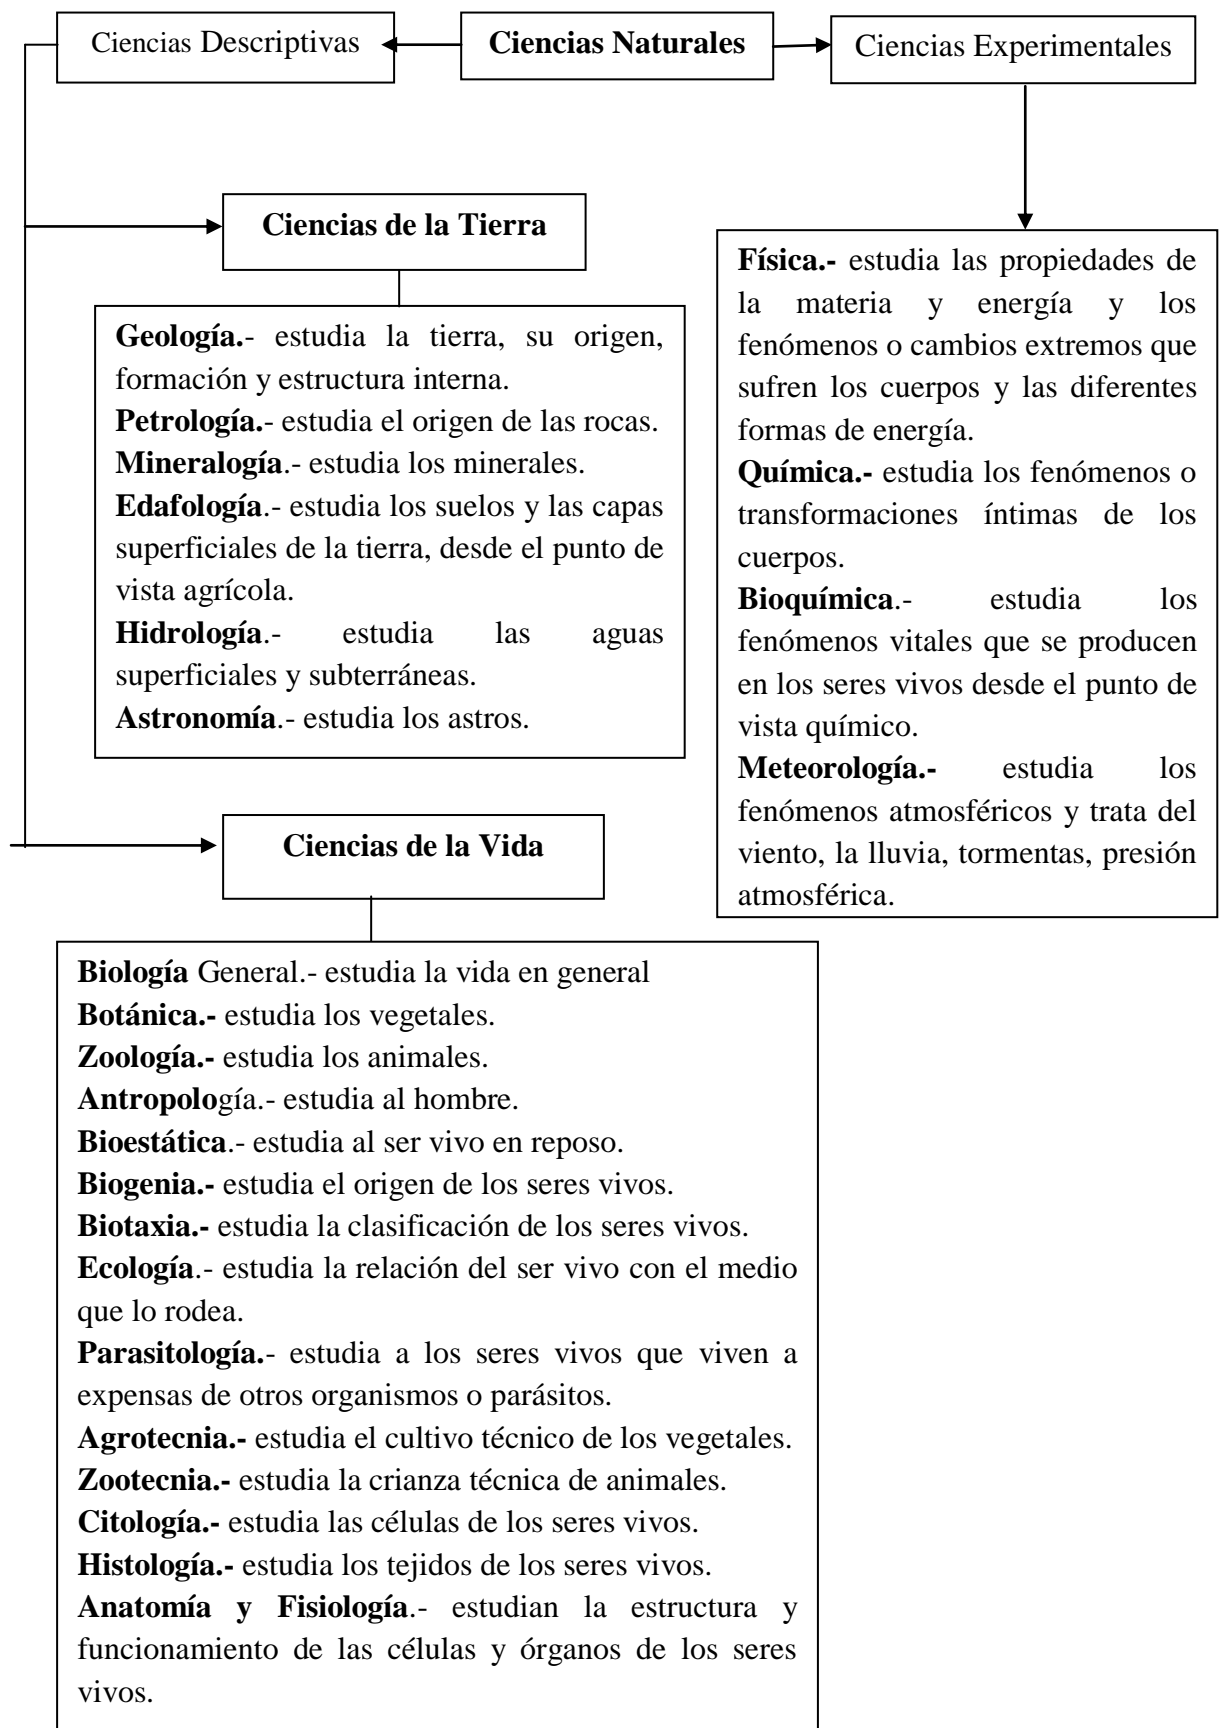 Ciencias Descriptivas
Ciencias Naturales
Ciencias Experimentales
Ciencias de la Tierra
Geología.- estudia la tierra, su origen,
formación y estructura interna.
Petrología.- estudia el origen de las rocas.
Mineralogía.- estudia los minerales.
Edafología.- estudia los suelos y las capas
superficiales de la tierra, desde el punto de
vista agrícola.
Hidrología.- estudia las aguas
superficiales y subterráneas.
Astronomía.- estudia los astros.
Física.- estudia las propiedades de
la materia y energía y los
fenómenos o cambios extremos que
sufren los cuerpos y las diferentes
formas de energía.
Química.- estudia los fenómenos o
transformaciones íntimas de los
cuerpos.
Bioquímica.- estudia los
fenómenos vitales que se producen
en los seres vivos desde el punto de
vista químico.
Meteorología.- estudia los
fenómenos atmosféricos y trata del
viento, la lluvia, tormentas, presión
atmosférica.
Ciencias de la Vida
Biología General.- estudia la vida en general
Botánica.- estudia los vegetales.
Zoología.- estudia los animales.
Antropología.- estudia al hombre.
Bioestática.- estudia al ser vivo en reposo.
Biogenia.- estudia el origen de los seres vivos.
Biotaxia.- estudia la clasificación de los seres vivos.
Ecología.- estudia la relación del ser vivo con el medio
que lo rodea.
Parasitología.- estudia a los seres vivos que viven a
expensas de otros organismos o parásitos.
Agrotecnia.- estudia el cultivo técnico de los vegetales.
Zootecnia.- estudia la crianza técnica de animales.
Citología.- estudia las células de los seres vivos.
Histología.- estudia los tejidos de los seres vivos.
Anatomía y Fisiología.- estudian la estructura y
funcionamiento de las células y órganos de los seres
vivos.